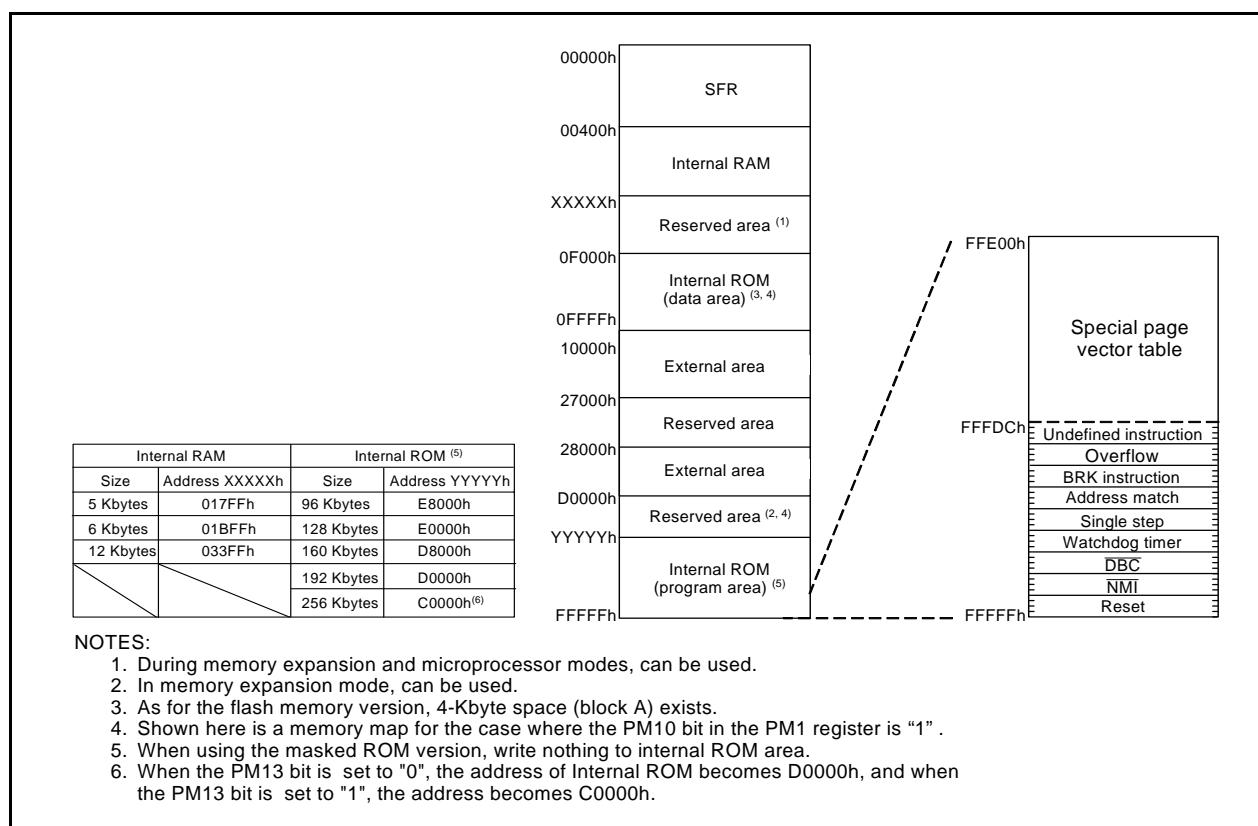 00000h
SFR
00400h
Internal RAM
XXXXXh
Reserved area (1)
0F000h
Internal ROM
(data area) (3, 4)
0FFFFh
10000h
External area
27000h
Reserved area
28000h
External area
D0000h
Reserved area (2, 4)
YYYYYh
Internal ROM
(program area) (5)
FFFFFh
FFE00h
Special page
vector table
FFFDCh
Undefined instruction
Overflow
BRK instruction
Address match
Single step
Watchdog timer
DBC
NMI
Reset
FFFFFh
Internal RAM Internal ROM (5)
Size Address XXXXXh Size Address YYYYYh
5 Kbytes 017FFh 96 Kbytes E8000h
6 Kbytes 01BFFh 128 Kbytes E0000h
12 Kbytes 033FFh 160 Kbytes D8000h
192 Kbytes D0000h
256 Kbytes C0000h(6)
NOTES:
1. During memory expansion and microprocessor modes, can be used.
2. In memory expansion mode, can be used.
3. As for the flash memory version, 4-Kbyte space (block A) exists.
4. Shown here is a memory map for the case where the PM10 bit in the PM1 register is “1” .
5. When using the masked ROM version, write nothing to internal ROM area.
6. When the PM13 bit is set to "0", the address of Internal ROM becomes D0000h, and when
the PM13 bit is set to "1", the address becomes C0000h.